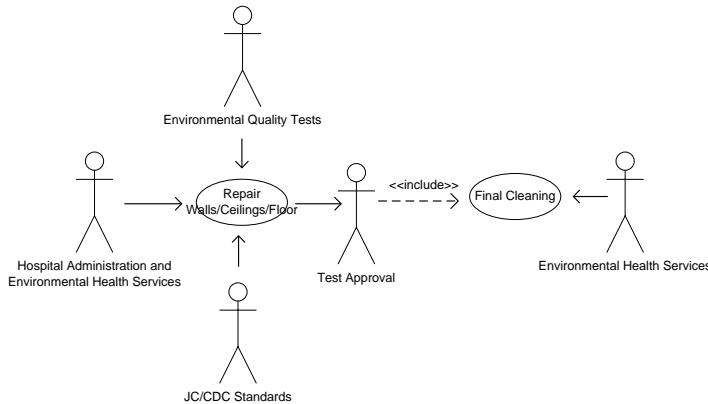 Environmental Quality Tests
Repair
Walls/Ceilings/Floor
<<include>>
Final Cleaning
Hospital Administration and
Environmental Health Services
Test Approval
Environmental Health Services
JC/CDC Standards